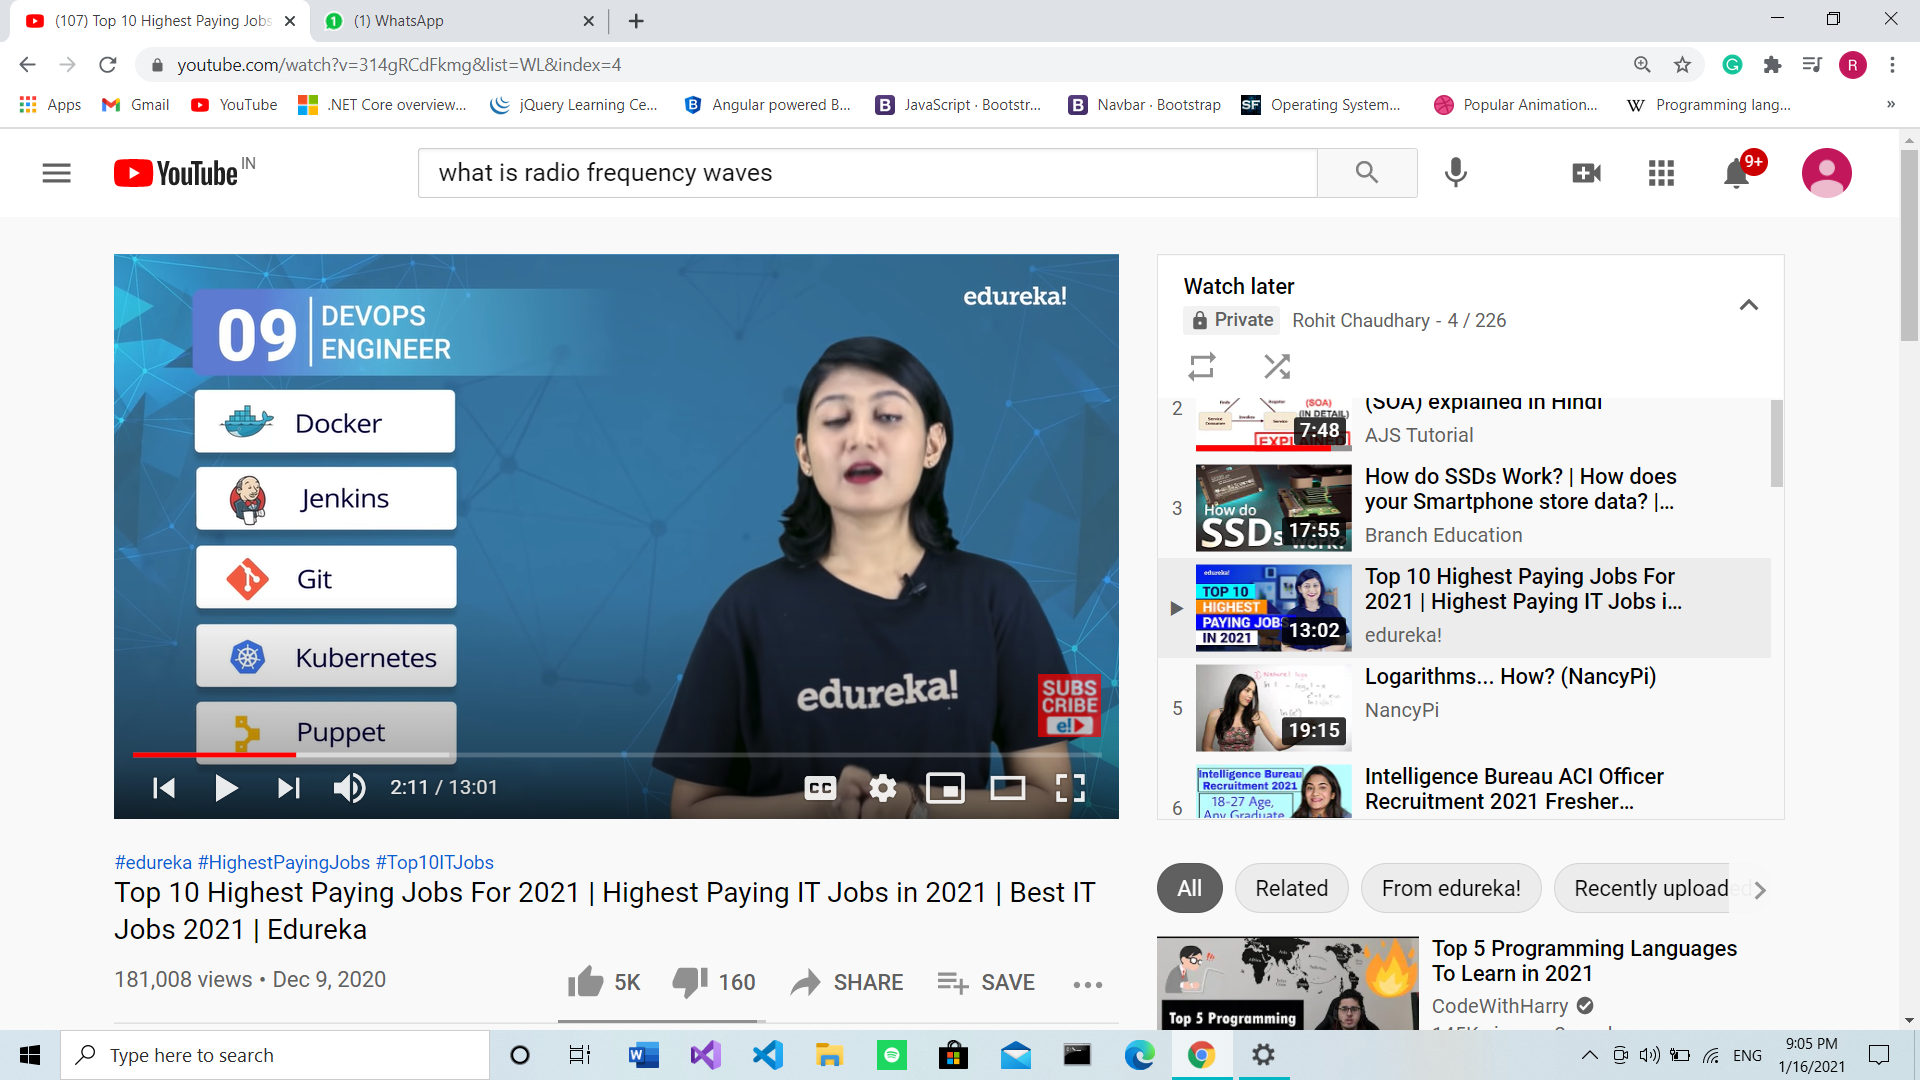 (107) Top 10 Highest Paying Jobs
(1) WhatsApp
youtube.com/watch?v=314gRCdFkmg&list=WL&index=4
R
Apps
Gmail
YouTube
.NET Core overview...
jQuery Learning Ce...
Angular powered B...
JavaScript · Bootstr...
Navbar · Bootstrap
SF Operating System...
Popular Animation...
W Programming lang...
»
YouTube IN
what is radio frequency waves
9+
09 DEVOPS
ENGINEER
edureka!
Docker
Jenkins
Git
Kubernetes
Puppet
edureka!
SUBS
CRIBE
e!
2:11 / 13:01
CC
#edureka #HighestPayingJobs #Top10ITJobs
Top 10 Highest Paying Jobs For 2021 | Highest Paying IT Jobs in 2021 | Best IT
Jobs 2021 | Edureka
181,008 views • Dec 9, 2020
5K
160
SHARE
SAVE
Watch later
Private
Rohit Chaudhary - 4 / 226
2
(SOA)
(IN DETAIL)
7:48
(SOA) explained in Hindi
AJS Tutorial
3
How do
SSDs
17:55
How do SSDs Work? | How does
your Smartphone store data? |...
Branch Education
edureka!
TOP 10
HIGHEST
PAYING JOBS
IN 2021
13:02
Top 10 Highest Paying Jobs For
2021 | Highest Paying IT Jobs i...
edureka!
5
19:15
Logarithms... How? (NancyPi)
NancyPi
6
Intelligence Bureau
Recruitment 2021
18-27 Age,
Any Graduate
Intelligence Bureau ACI Officer
Recruitment 2021 Fresher...
All
Related
From edureka!
Recently uploaded
Top 5 Programming
Top 5 Programming Languages
To Learn in 2021
CodeWithHarry
Type here to search
ENG
9:05 PM
1/16/2021